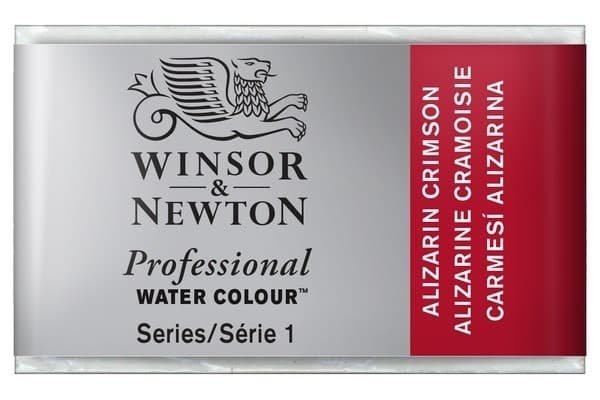 WINSOR
&
NEWTON
Professional
WATER COLOUR™
Series/Série 1
ALIZARIN CRIMSON
ALIZARINE CRAMOISIE
CARMESÍ ALIZARINA